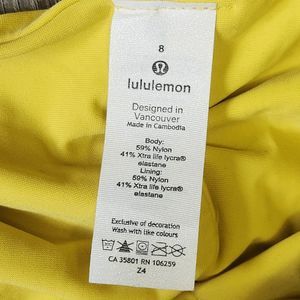 8
lululemon
Designed in
Vancouver
Made in Cambodia
Body:
59% Nylon
41% Xtra life lycra®
elastane
Lining:
59% Nylon
41% Xtra life lycra®
elastane
Exclusive of decoration
Wash with like colours
CA 35801 RN 106259
Z4